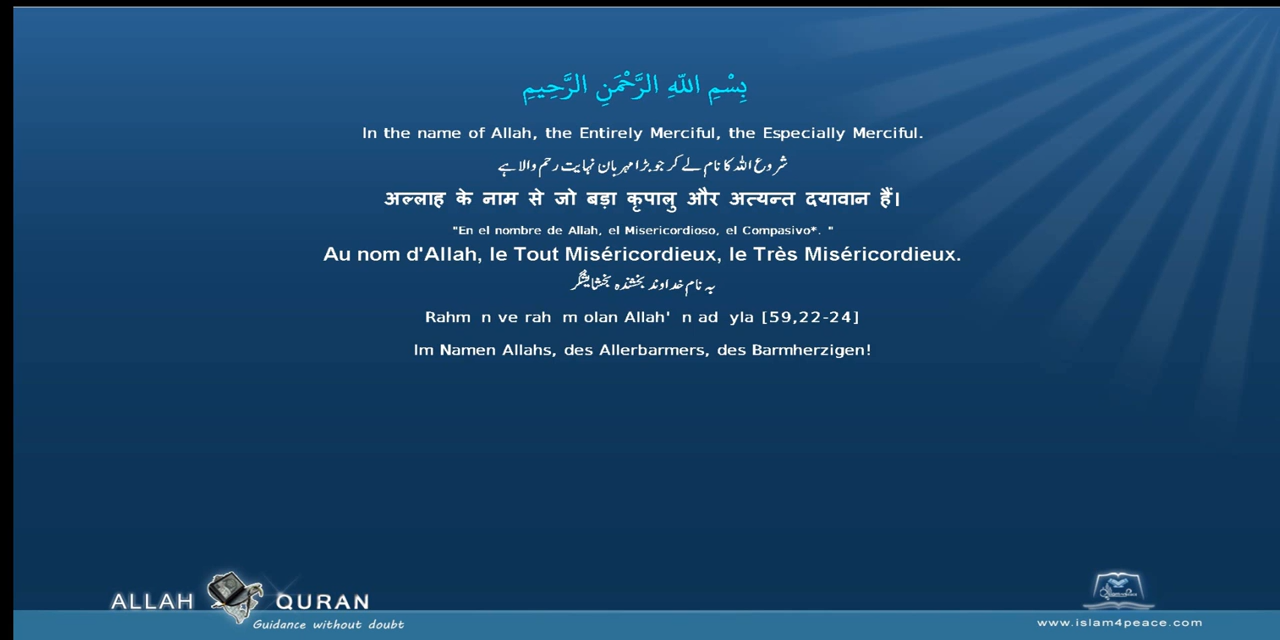 بِسْمِ اللّهِ الرَّحْمَنِ الرَّحِيمِ
In the name of Allah, the Entirely Merciful, the Especially Merciful.
شروع الله کا نام لے کر جو بڑا مہربان نہایت رحم والا ہے
अल्लाह के नाम से जो बड़ा कृपालु और अत्यन्त दयावान हैं।
"En el nombre de Allah, el Misericordioso, el Compasivo*. "
Au nom d'Allah, le Tout Miséricordieux, le Très Miséricordieux.
به نام خداوند بخشنده بخشایشگر
Rahm n ve rah m olan Allah' n ad yla [59,22-24]
Im Namen Allahs, des Allerbarmers, des Barmherzigen!
ALLAH QURAN
Guidance without doubt
www.islam4peace.com